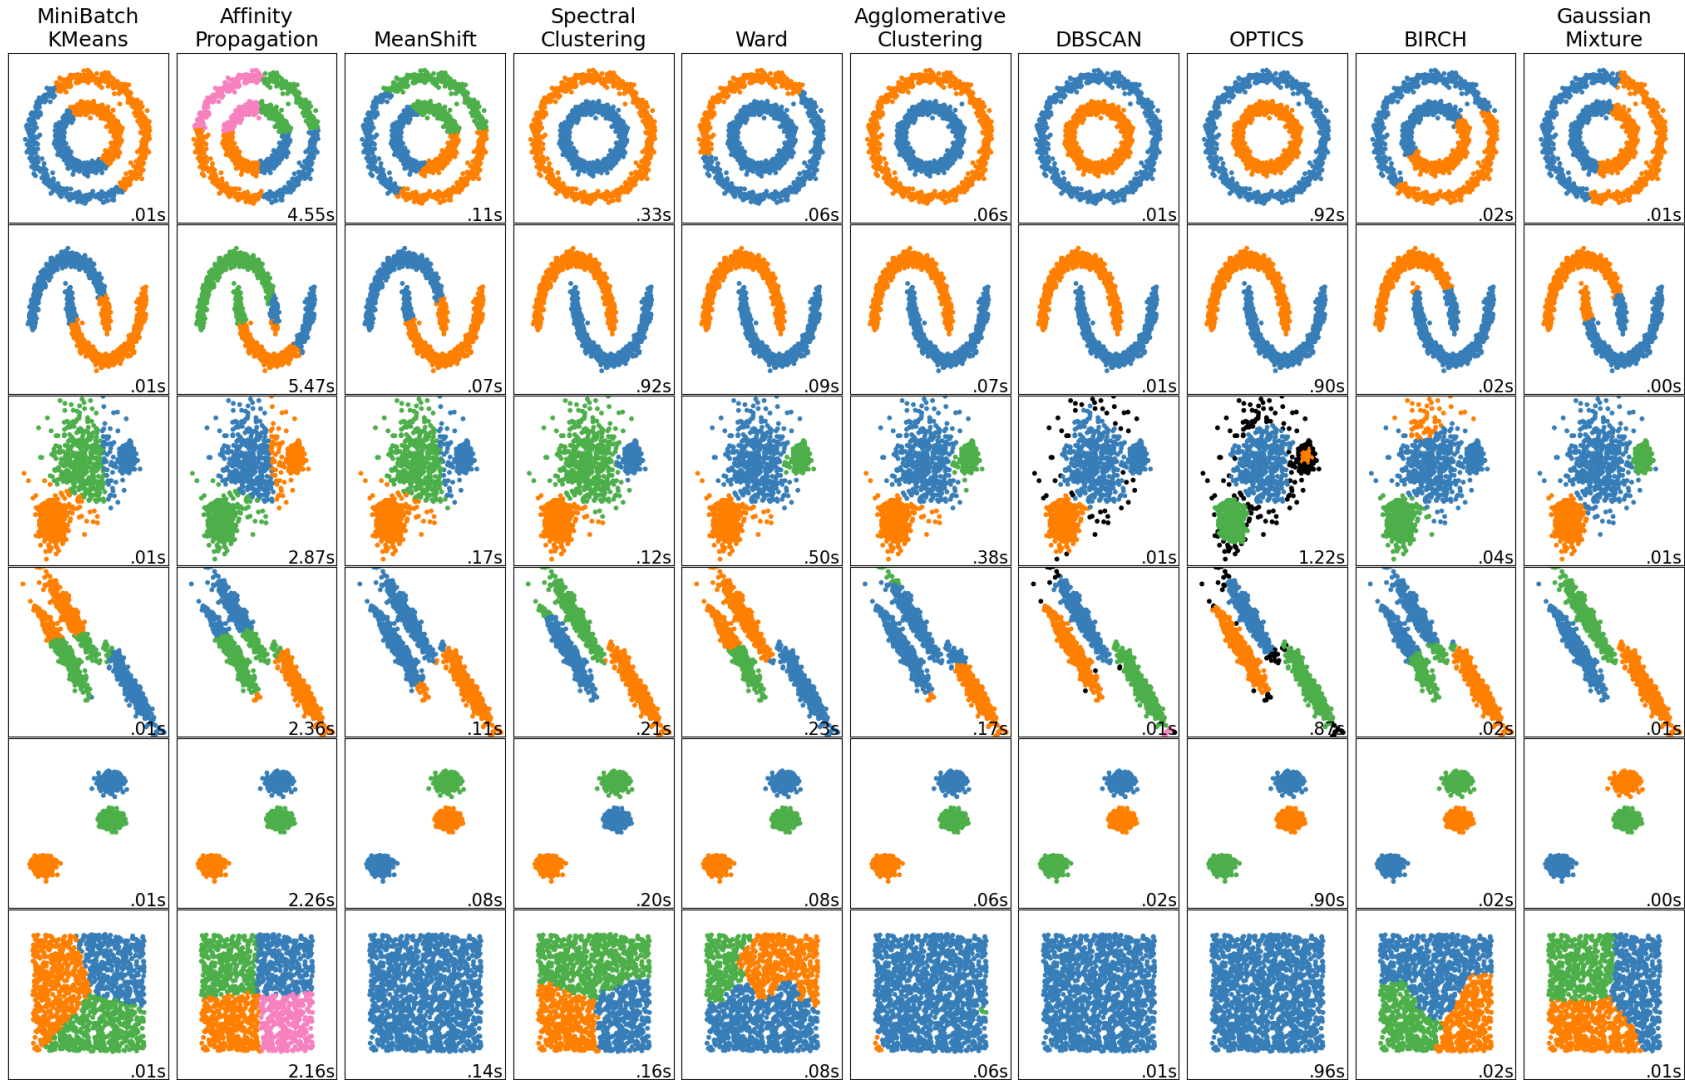 MiniBatch
KMeans
Affinity
Propagation
MeanShift
Spectral
Clustering
Ward
Agglomerative
Clustering
DBSCAN
OPTICS
BIRCH
Gaussian
Mixture
.01s 4.55s .11s .33s .06s .06s .01s .92s .02s .01s
.01s 5.47s .07s .92s .09s .07s .01s .90s .02s .00s
.01s 2.87s .17s .12s .50s .38s .01s 1.22s .04s .01s
.01s 2.36s .11s .21s .23s .17s .01s .87s .02s .01s
.01s 2.26s .08s .20s .08s .06s .02s .90s .02s .00s
.01s 2.16s .14s .16s .08s .06s .01s .96s .01s .01s